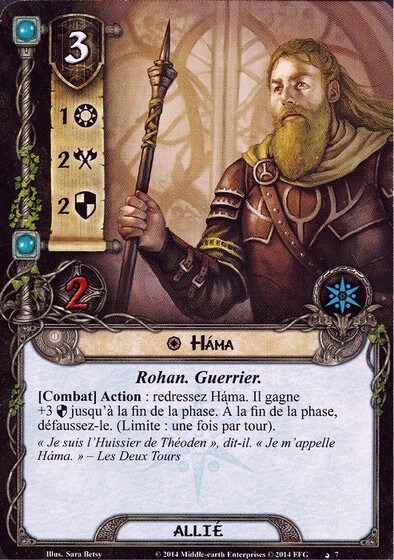 3
1
2
2
2
R
HÁMA
Rohan. Guerrier.
[Combat] Action : redressez Háma. Il gagne
+3 jusqu'à la fin de la phase. À la fin de la phase,
défaussez-le. (Limite : une fois par tour).
« Je suis l'Huissier de Théoden », dit-il. « Je m'appelle
Háma. » – Les Deux Tours
ALLIÉ
Illus. Sara Betsy © 2014 Middle-earth Enterprises © 2014 FFG 7